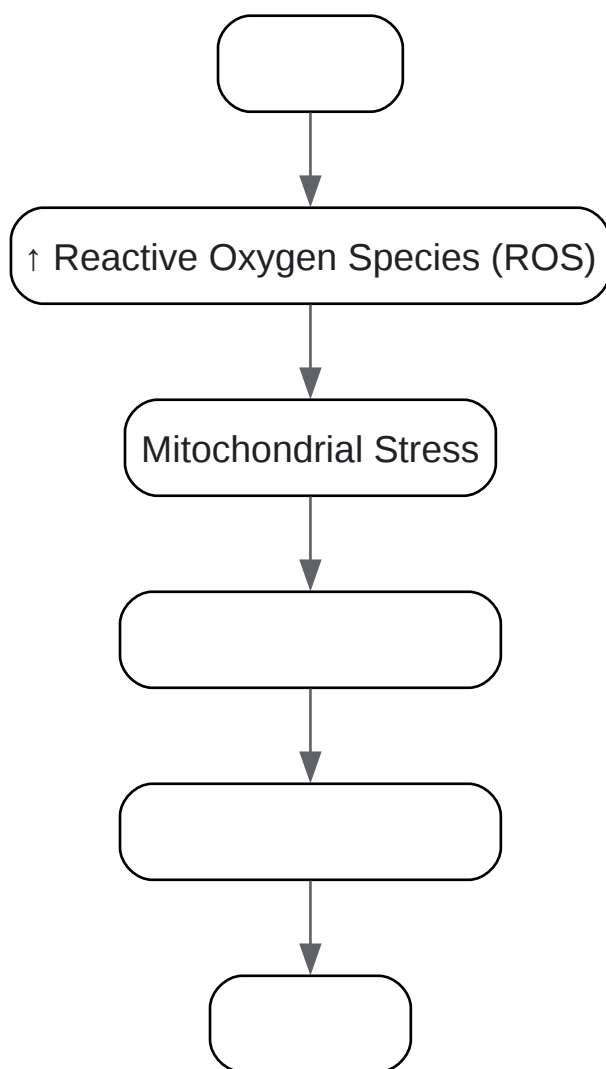 ↑ Reactive Oxygen Species (ROS)
Mitochondrial Stress